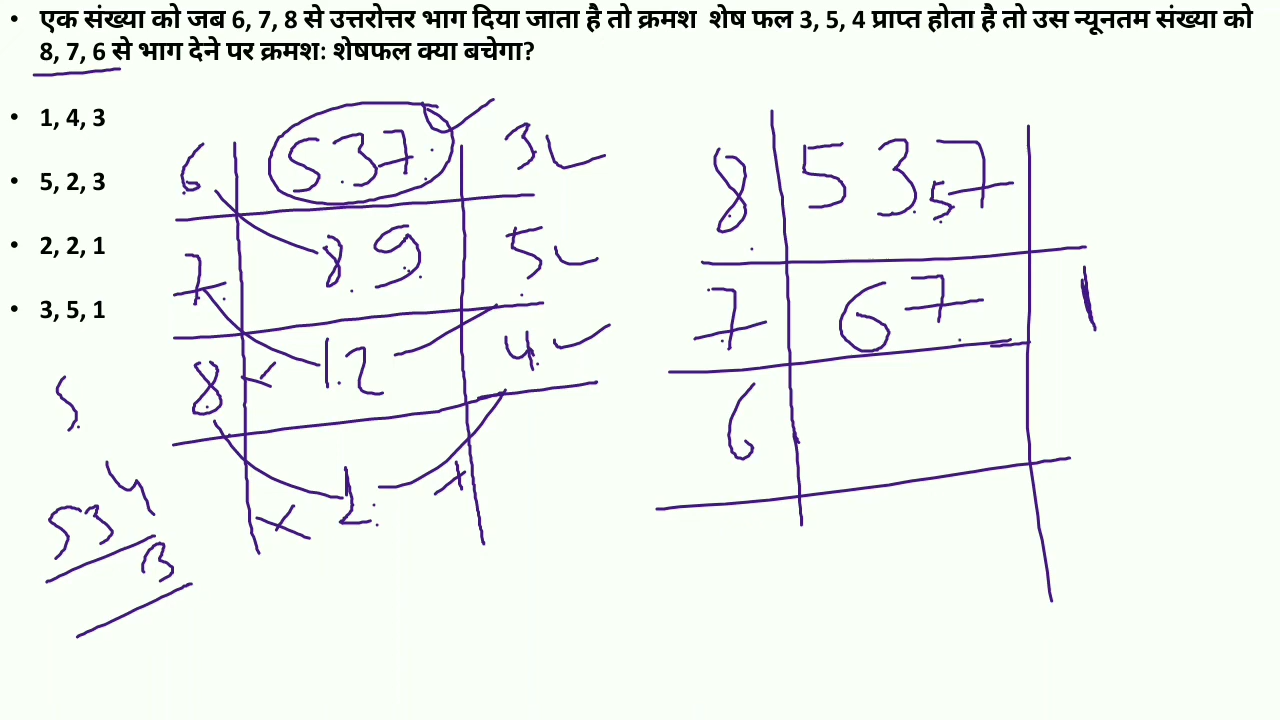 • एक संख्या को जब 6, 7, 8 से उत्तरोत्तर भाग दिया जाता है तो क्रमश शेष फल 3, 5, 4 प्राप्त होता है तो उस न्यूनतम संख्या को
8, 7, 6 से भाग देने पर क्रमशः शेषफल क्या बचेगा?
• 1, 4, 3
• 5, 2, 3
• 2, 2, 1
• 3, 5, 1
6 537 3
7 89 5
8 12 4
1
534
3
8 5357
7 67 1
6